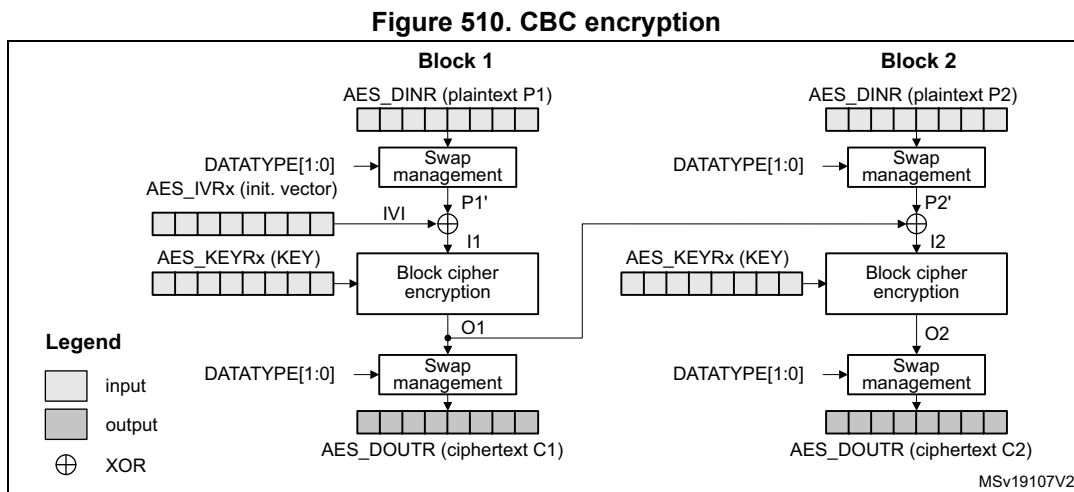 Figure 510. CBC encryption
Block 1
Block 2
AES_DINR (plaintext P1)
AES_DINR (plaintext P2)
DATATYPE[1:0]
Swap
management
DATATYPE[1:0]
Swap
management
AES_IVRx (init. vector)
P1'
P2'
IVI
I1
I2
AES_KEYRx (KEY)
AES_KEYRx (KEY)
Block cipher
encryption
Block cipher
encryption
O1
O2
Legend
input
output
XOR
DATATYPE[1:0]
Swap
management
DATATYPE[1:0]
Swap
management
AES_DOUTR (ciphertext C1)
AES_DOUTR (ciphertext C2)
MSv19107V2